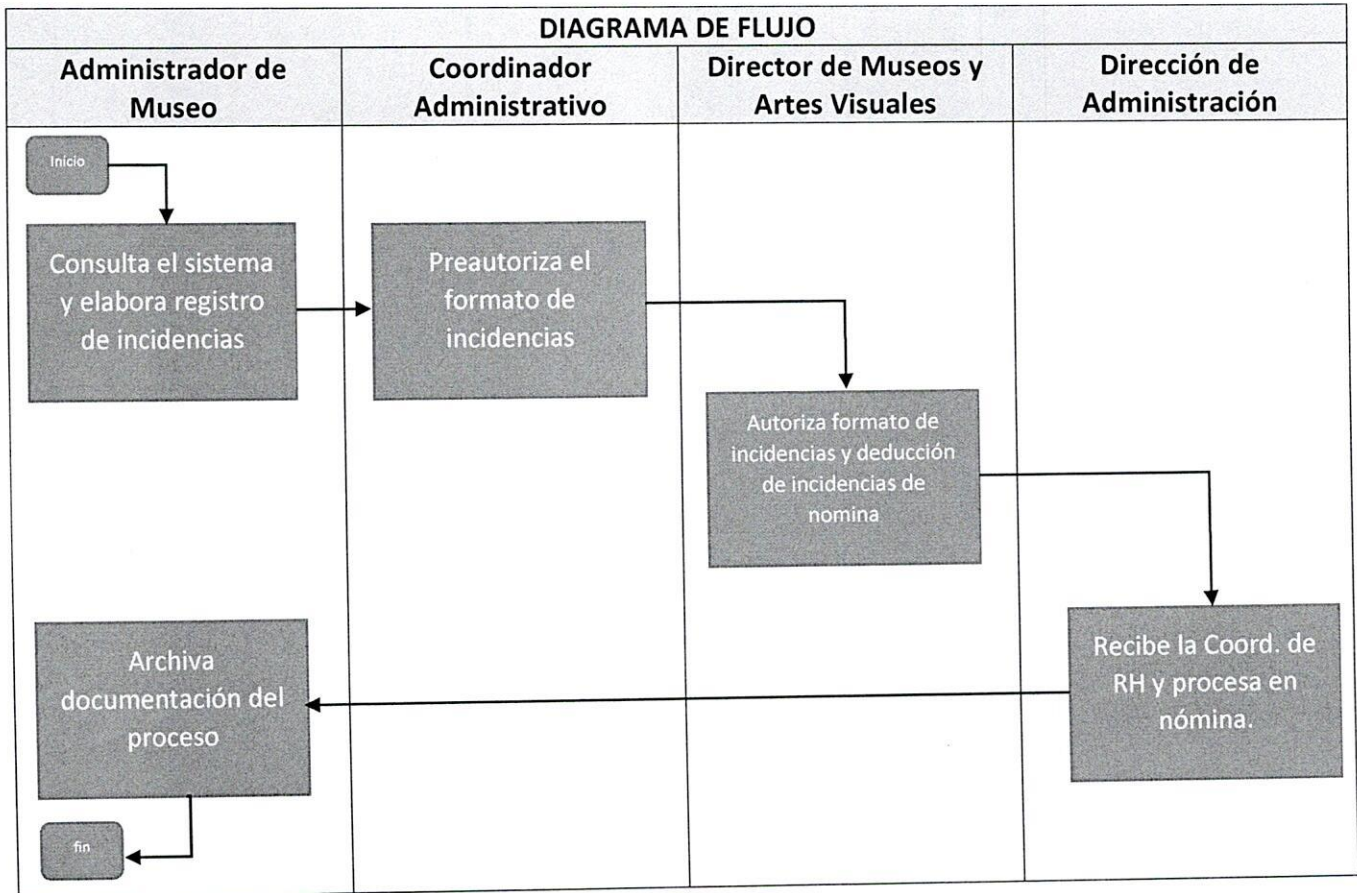 DIAGRAMA DE FLUJO
Administrador de
Museo
Coordinador
Administrativo
Director de Museos y
Artes Visuales
Dirección de
Administración
Inicio
Consulta el sistema
y elabora registro
de incidencias
Preautoriza el
formato de
incidencias
Autoriza formato de
incidencias y deducción
de incidencias de
nomina
Recibe la Coord. de
RH y procesa en
nómina.
Archiva
documentación del
proceso
fin